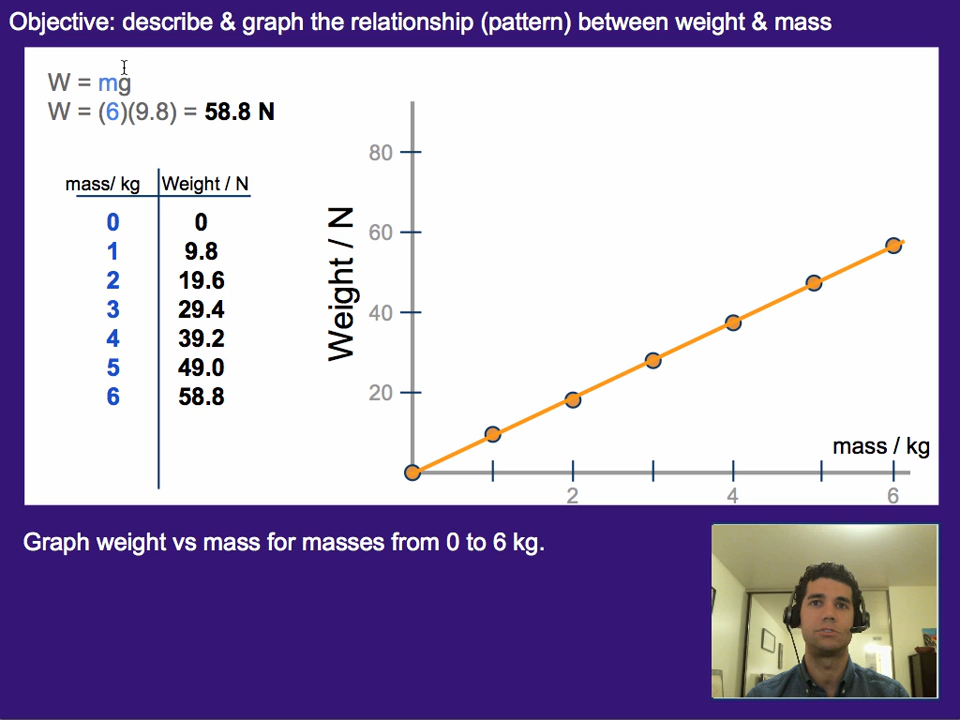 Objective: describe & graph the relationship (pattern) between weight & mass
W = mg
W = (6)(9.8) = 58.8 N
mass/ kg Weight / N
0 0
1 9.8
2 19.6
3 29.4
4 39.2
5 49.0
6 58.8
Weight / N
80
60
40
20
mass / kg
2 4 6
Graph weight vs mass for masses from 0 to 6 kg.